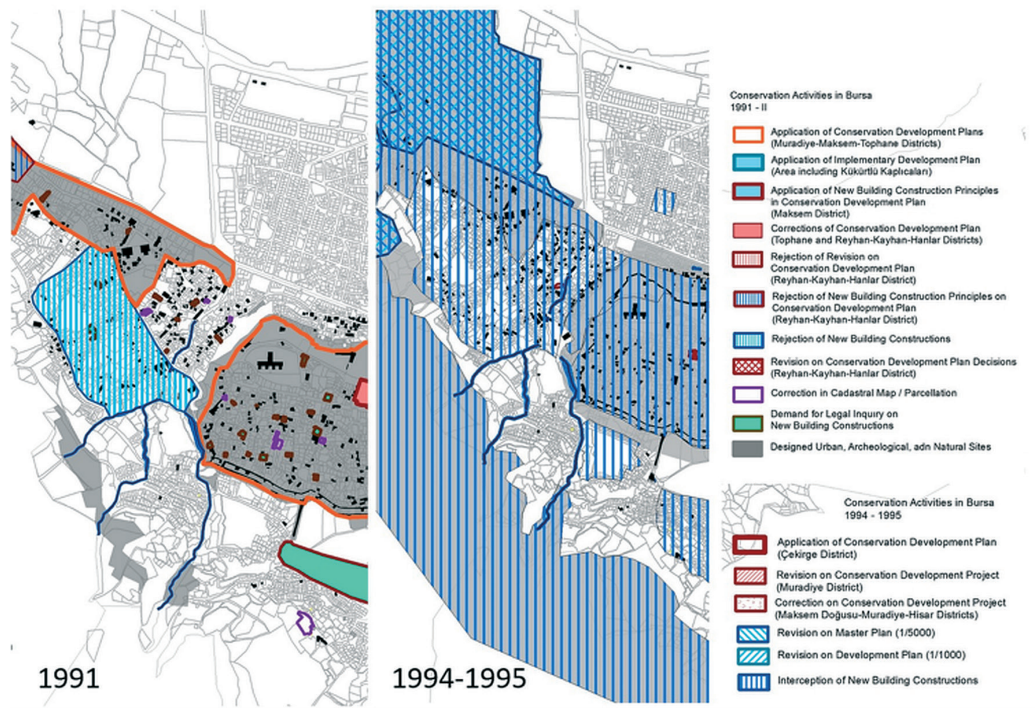 1991
1994-1995
Conservation Activities in Bursa
1991 - II
Application of Conservation Development Plans
(Muradiye-Maksem-Tophane Districts)
Application of Implementary Development Plan
(Area including Kükürtlü Kaplıcaları)
Application of New Building Construction Principles
in Conservation Development Plan
(Maksem District)
Corrections of Conservation Development Plan
(Tophane and Reyhan-Kayhan-Hanlar Districts)
Rejection of Revision on
Conservation Development Plan
(Reyhan-Kayhan-Hanlar District)
Rejection of New Building Construction Principles on
Conservation Development Plan
(Reyhan-Kayhan-Hanlar District)
Rejection of New Building Constructions
Revision on Conservation Development Plan Decisions
(Reyhan-Kayhan-Hanlar District)
Correction in Cadastral Map / Parcellation
Demand for Legal Inquiry on
New Building Constructions
Designed Urban, Archeological, adn Natural Sites
Conservation Activities in Bursa
1994 - 1995
Application of Conservation Development Plan
(Çekirge District)
Revision on Conservation Development Project
(Muradiye District)
Correction on Conservation Development Project
(Maksem Doğusu-Muradiye-Hisar Districts)
Revision on Master Plan (1/5000)
Revision on Development Plan (1/1000)
Interception of New Building Constructions